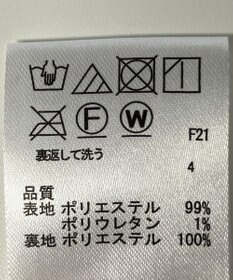 F W F21
裏返して洗う 4
品質
表地 ポリエステル 99%
ポリウレタン 1%
裏地 ポリエステル 100%